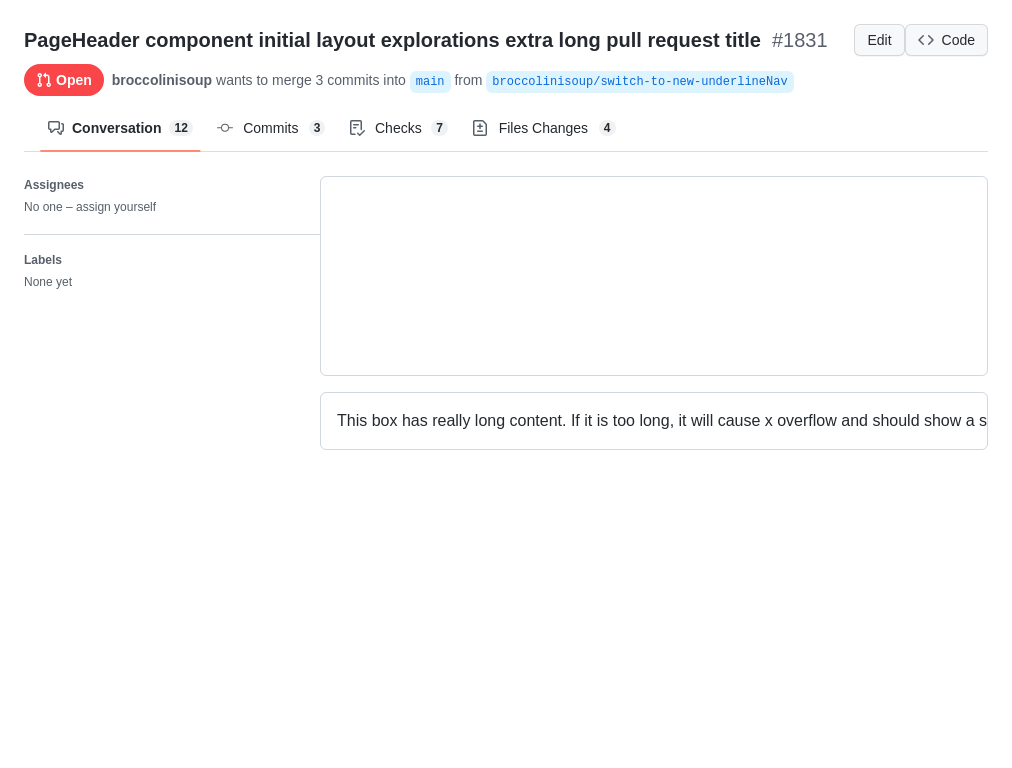 PageHeader component initial layout explorations extra long pull request title #1831
Edit
Code
Open
broccolinisoup wants to merge 3 commits into main from broccolinisoup/switch-to-new-underlineNav
Conversation 12
Commits 3
Checks 7
Files Changes 4
Assignees
No one – assign yourself
Labels
None yet
This box has really long content. If it is too long, it will cause x overflow and should show a s